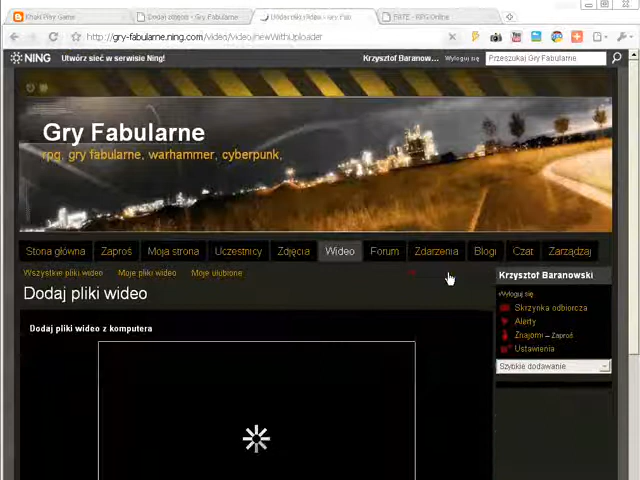 Dodaj zdjęcia - Gry Fabularne
http://gry-fabularne.ning.com/video/video/newWithUploader
NING Utwórz sieć w serwisie Ning! Krzysztof Baranow... Wyloguj się Przeszukaj Gry Fabularne
Gry Fabularne
rpg, gry fabularne, warhammer, cyberpunk,
Strona główna Zaproś Moja strona Uczestnicy Zdjęcia Wideo Forum Zdarzenia Blogi Czat Zarządzaj
Wszystkie pliki wideo Moje pliki wideo Moje ulubione
Krzysztof Baranowski
Dodaj pliki wideo
Wyloguj się
Skrzynka odbiorcza
Alerty
Znajomi – Zaproś
Ustawienia
Szybkie dodawanie
Dodaj pliki wideo z komputera